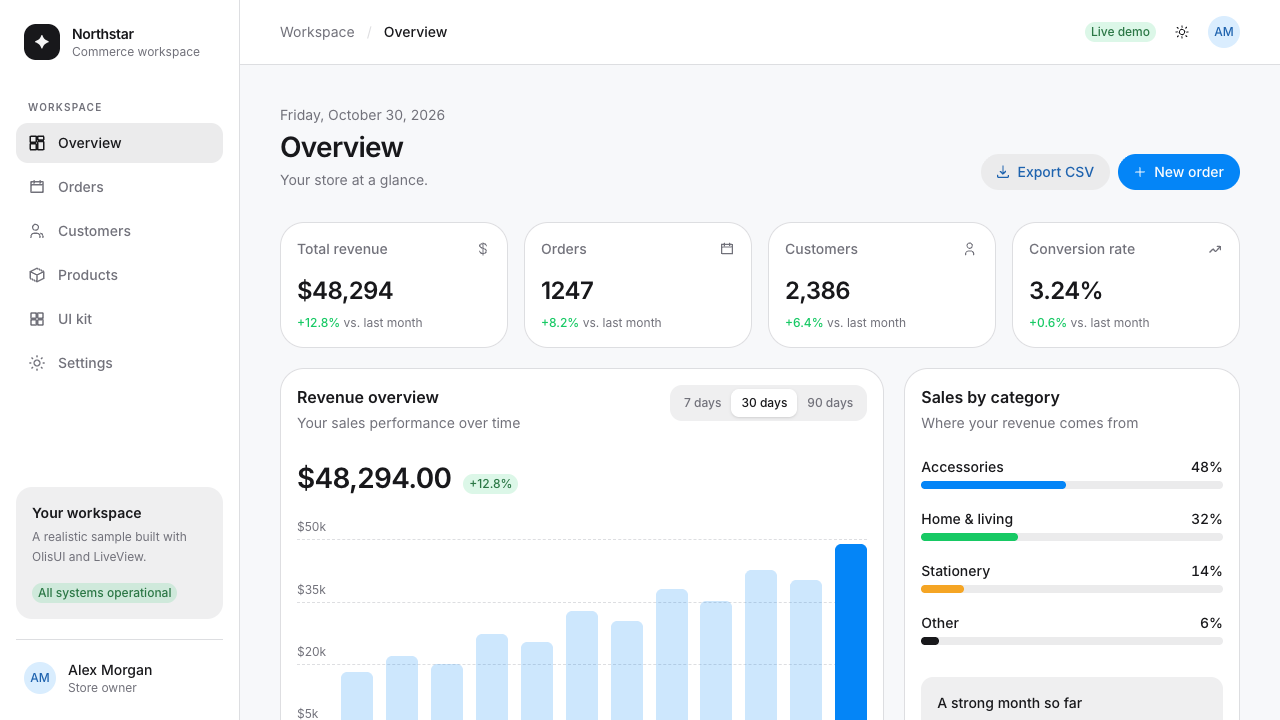 Northstar
Commerce workspace
WORKSPACE
Overview
Orders
Customers
Products
UI kit
Settings
Your workspace
A realistic sample built with
OlisUI and LiveView.
All systems operational
AM
Alex Morgan
Store owner
Workspace / Overview
Live demo
AM
Friday, October 30, 2026
Overview
Your store at a glance.
Export CSV
New order
Total revenue
$
$48,294
+12.8% vs. last month
Orders
1247
+8.2% vs. last month
Customers
2,386
+6.4% vs. last month
Conversion rate
3.24%
+0.6% vs. last month
Revenue overview
Your sales performance over time
7 days
30 days
90 days
$48,294.00
+12.8%
$50k
$35k
$20k
$5k
Sales by category
Where your revenue comes from
Accessories 48%
Home & living 32%
Stationery 14%
Other 6%
A strong month so far